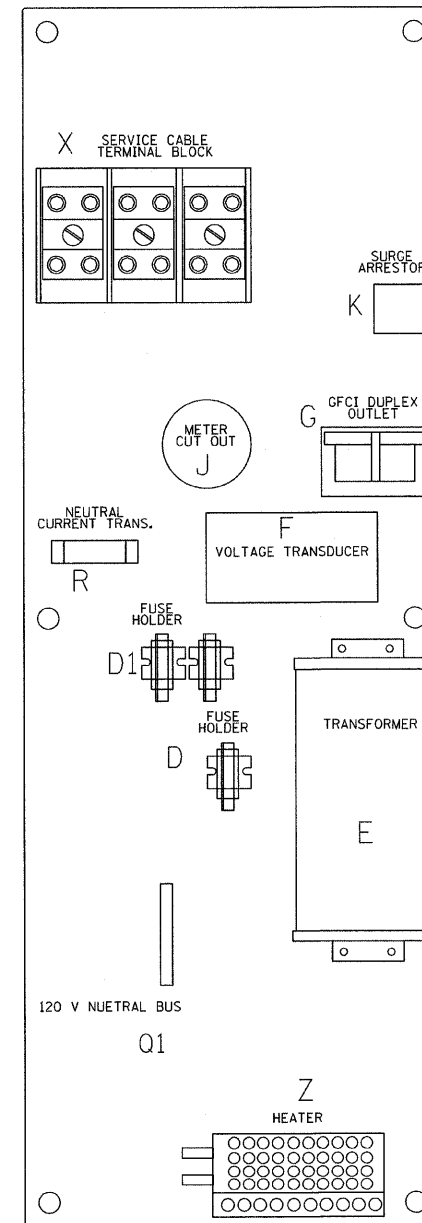 X
SERVICE CABLE
TERMINAL BLOCK
SURGE
ARRESTOR
K
G
GFCI DUPLEX
OUTLET
METER
CUT OUT
J
NEUTRAL
CURRENT TRANS.
R
F
VOLTAGE TRANSDUCER
FUSE
HOLDER
D1
FUSE
HOLDER
D
TRANSFORMER
E
120 V NUETRAL BUS
Q1
Z
HEATER